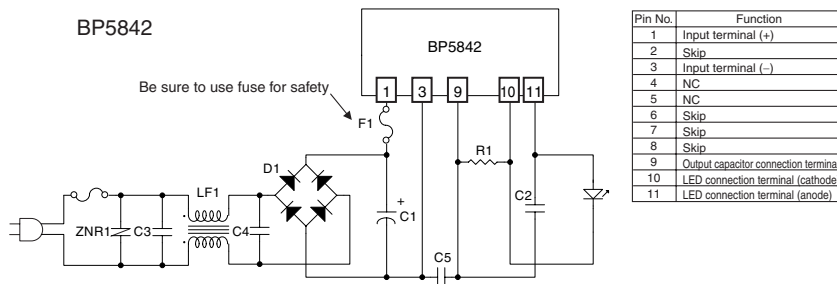 BP5842
BP5842
1
3
9
10
11
Be sure to use fuse for safety
F1
D1
R1
LF1
+
C1
C2
ZNR1
C3
C4
C5
Pin No. Function
1 Input terminal (+)
2 Skip
3 Input terminal (−)
4 NC
5 NC
6 Skip
7 Skip
8 Skip
9 Output capacitor connection termina
10 LED connection terminal (cathode
11 LED connection terminal (anode)